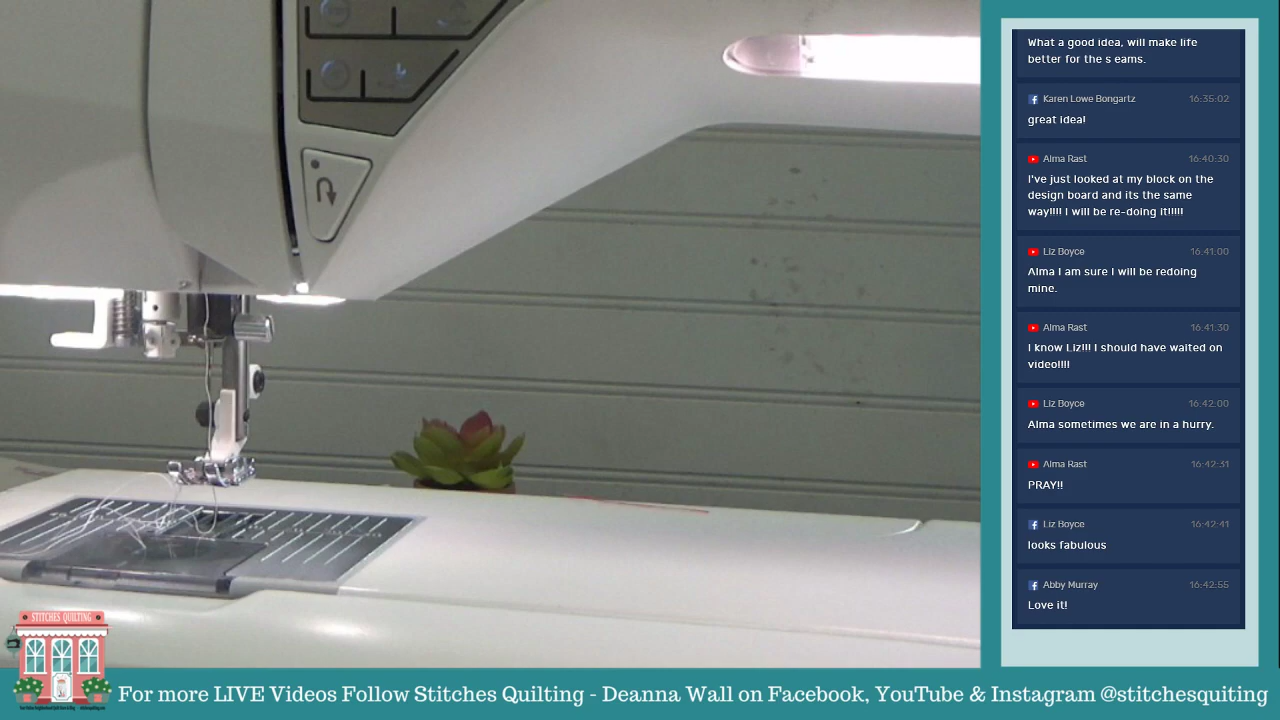 What a good idea, will make life
better for the s eams.
Karen Lowe Bongartz 16:35:02
great idea!
Alma Rast 16:40:30
I've just looked at my block on the
design board and its the same
way!!!! I will be re-doing it!!!!!
Liz Boyce 16:41:00
Alma I am sure I will be redoing
mine.
Alma Rast 16:41:30
I know Liz!!! I should have waited on
video!!!!
Liz Boyce 16:42:00
Alma sometimes we are in a hurry.
Alma Rast 16:42:31
PRAY!!
Liz Boyce 16:42:41
looks fabulous
Abby Murray 16:42:55
Love it!
STITCHES QUILTING
For more LIVE Videos Follow Stitches Quilting - Deanna Wall on Facebook, YouTube & Instagram @stitchesquiting